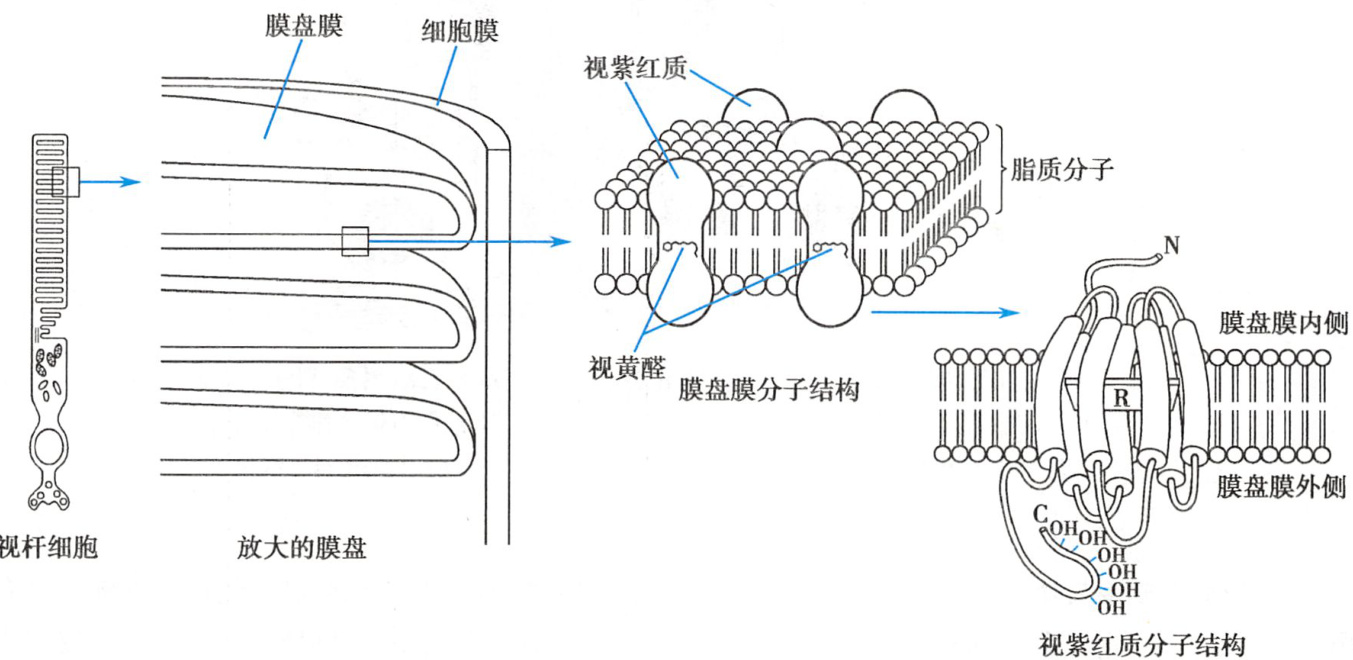 膜盘膜
细胞膜
视紫红质
脂质分子
视黄醛
膜盘膜分子结构
N
膜盘膜内侧
R
膜盘膜外侧
C
OH
OH
OH
OH
OH
OH
视杆细胞
放大的膜盘
视紫红质分子结构